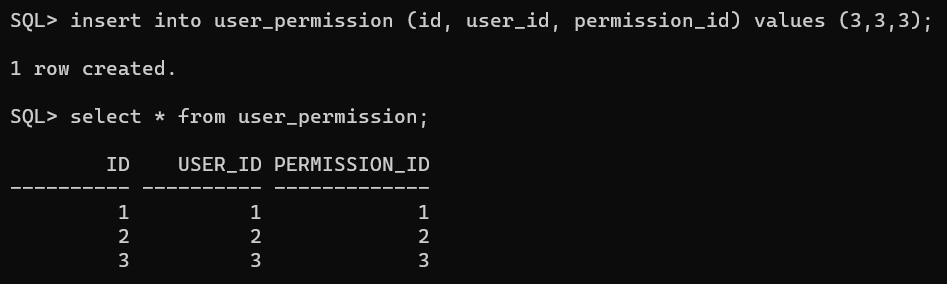 SQL> insert into user_permission (id, user_id, permission_id) values (3,3,3);
1 row created.
SQL> select * from user_permission;
        ID    USER_ID PERMISSION_ID
---------- ---------- -------------
         1          1             1
         2          2             2
         3          3             3